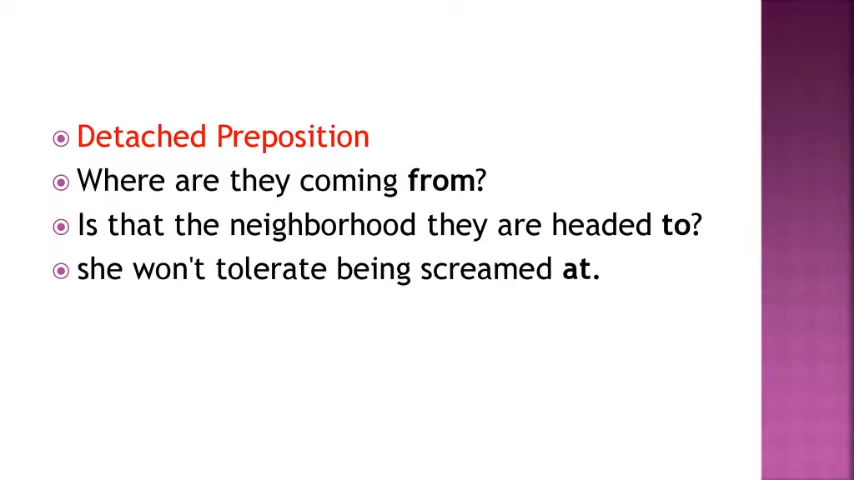 Detached Preposition
Where are they coming from?
Is that the neighborhood they are headed to?
she won't tolerate being screamed at.